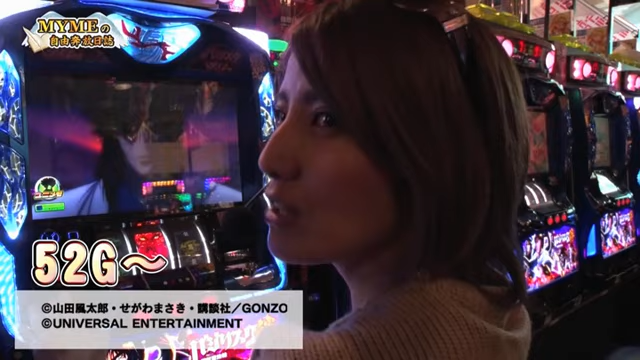 MYMEの
自由奔放日誌
52G～
©山田風太郎・せがわまさき・講談社／GONZO
©UNIVERSAL ENTERTAINMENT